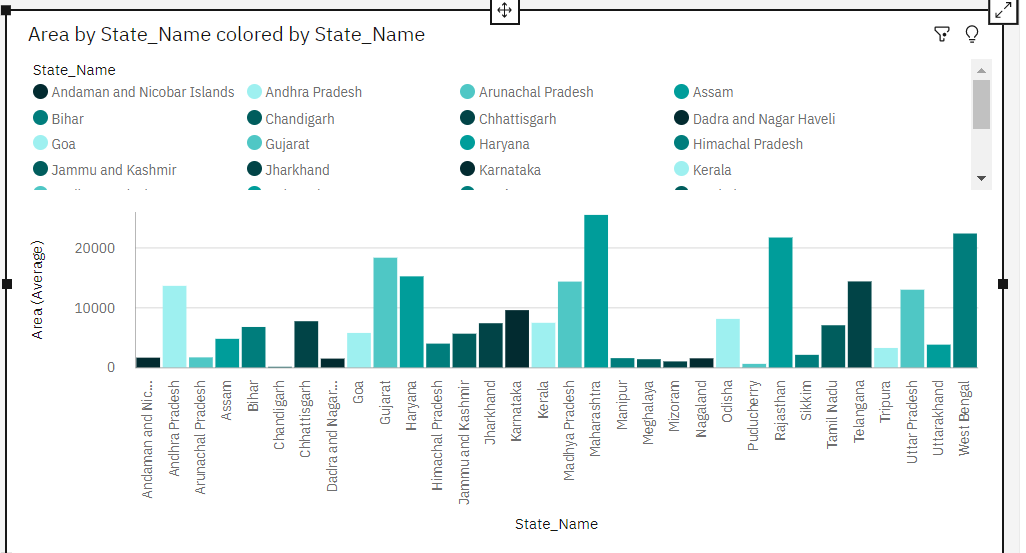 Area by State_Name colored by State_Name
State_Name
Andaman and Nicobar Islands Andhra Pradesh Arunachal Pradesh Assam
Bihar Chandigarh Chhattisgarh Dadra and Nagar Haveli
Goa Gujarat Haryana Himachal Pradesh
Jammu and Kashmir Jharkhand Karnataka Kerala
Area (Average)
20000
10000
0
Andaman and Nic...
Andhra Pradesh
Arunachal Pradesh
Assam
Bihar
Chandigarh
Chhattisgarh
Dadra and Nagar...
Goa
Gujarat
Haryana
Himachal Pradesh
Jammu and Kashmir
Jharkhand
Karnataka
Kerala
Madhya Pradesh
Maharashtra
Manipur
Meghalaya
Mizoram
Nagaland
Odisha
Puducherry
Rajasthan
Sikkim
Tamil Nadu
Telangana
Tripura
Uttar Pradesh
Uttarakhand
West Bengal
State_Name